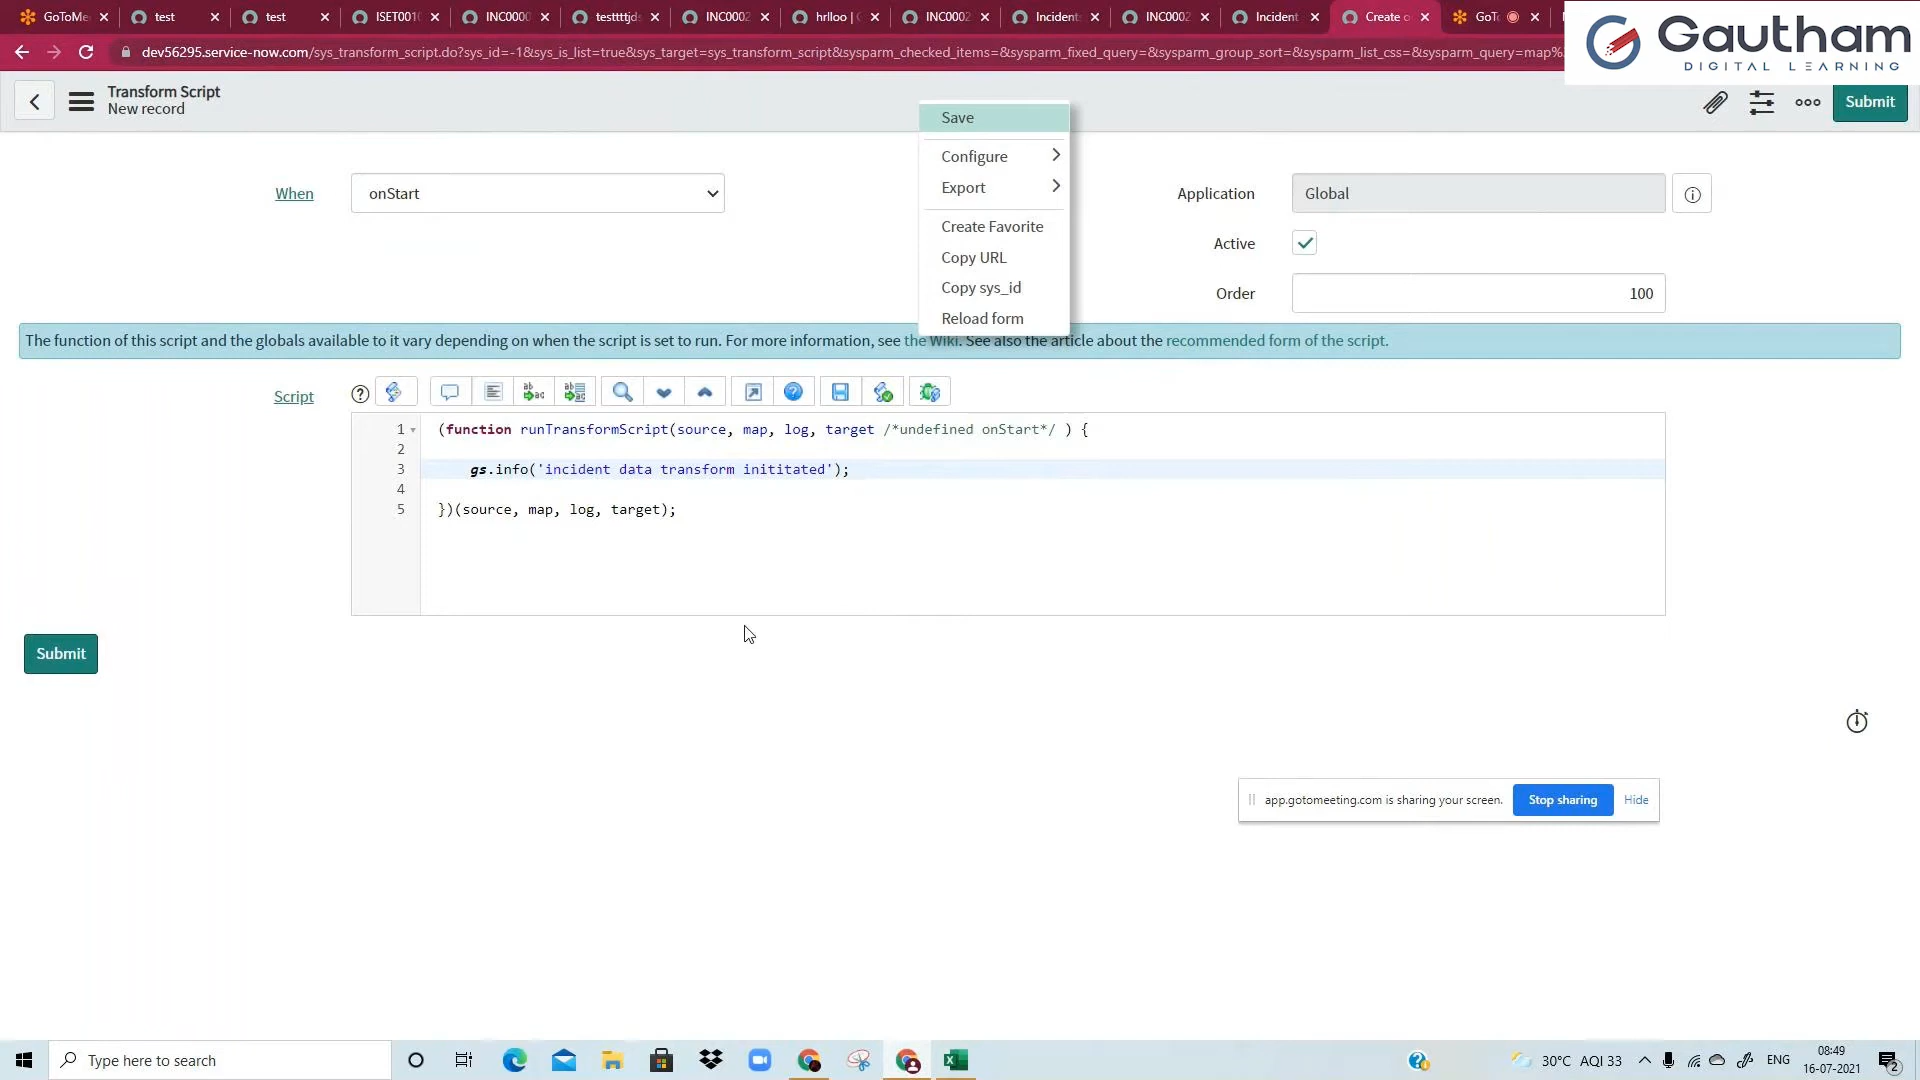 GoToMe
test
test
ISET0010
INC0000
testtttjds
INC0002
hrlloo | 
INC0002
Incidents
INC0002
Incident
Create
GoTo
dev56295.service-now.com/sys_transform_script.do?sys_id=-1&sys_is_list=true&sys_target=sys_transform_script&sysparm_checked_items=&sysparm_fixed_query=&sysparm_group_sort=&sysparm_list_css=&sysparm_query=map%
Gautham
DIGITAL LEARNING
Transform Script
New record
Submit
Save
Configure
Export
Create Favorite
Copy URL
Copy sys_id
Reload form
When
onStart
Application
Global
Active
Order
100
The function of this script and the globals available to it vary depending on when the script is set to run. For more information, see the Wiki. See also the article about the recommended form of the script.
Script
1 (function runTransformScript(source, map, log, target /*undefined onStart*/ ) {
2
3 gs.info('incident data transform inititated');
4
5 })(source, map, log, target);
Submit
app.gotomeeting.com is sharing your screen.
Stop sharing
Hide
Type here to search
30°C AQI 33
ENG
08:49
16-07-2021
2